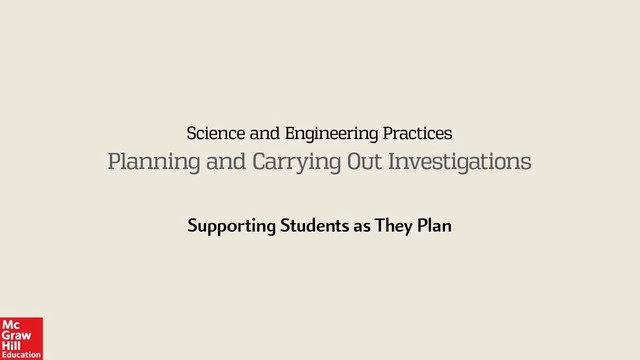 Science and Engineering Practices
Planning and Carrying Out Investigations
Supporting Students as They Plan
Mc
Graw
Hill
Education